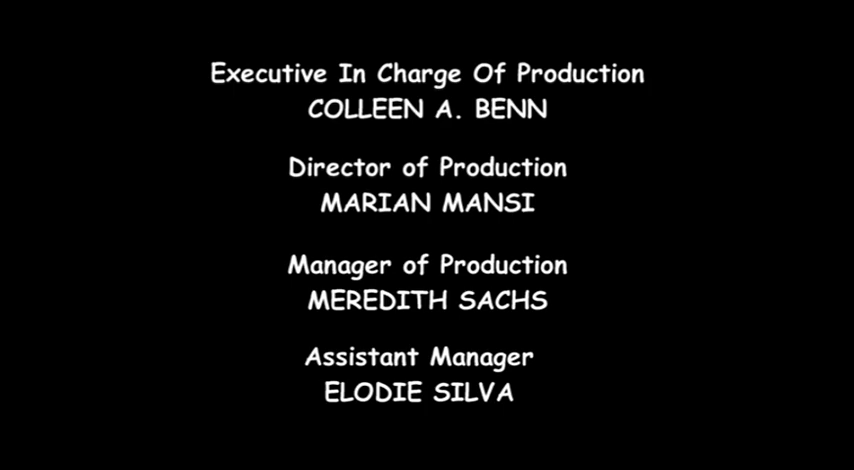 Executive In Charge Of Production
COLLEEN A. BENN
Director of Production
MARIAN MANSI
Manager of Production
MEREDITH SACHS
Assistant Manager
ELODIE SILVA